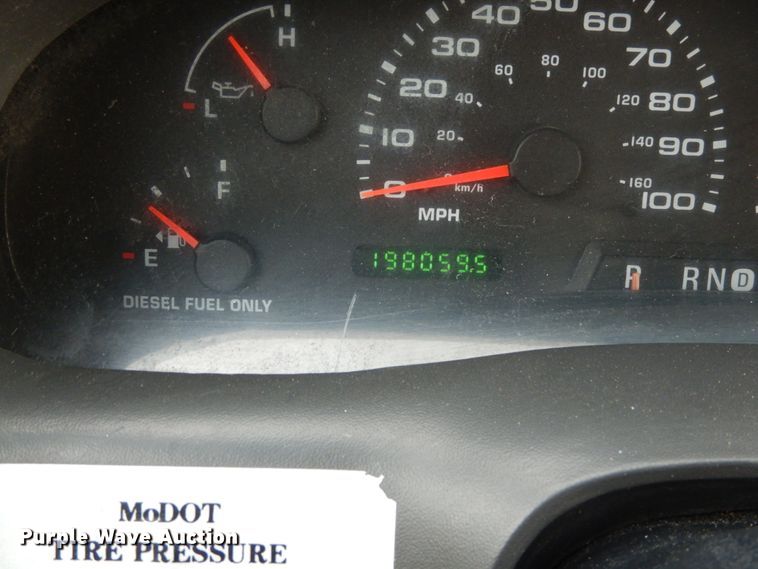 H
L
F
E
DIESEL FUEL ONLY
0 10 20 30 40 50 60 70 80 90 100
20 40 60 80 100 120 140 160
km/h
MPH
198059.5
P R N D
MoDOT
TIRE PRESSURE
Purple Wave Auction